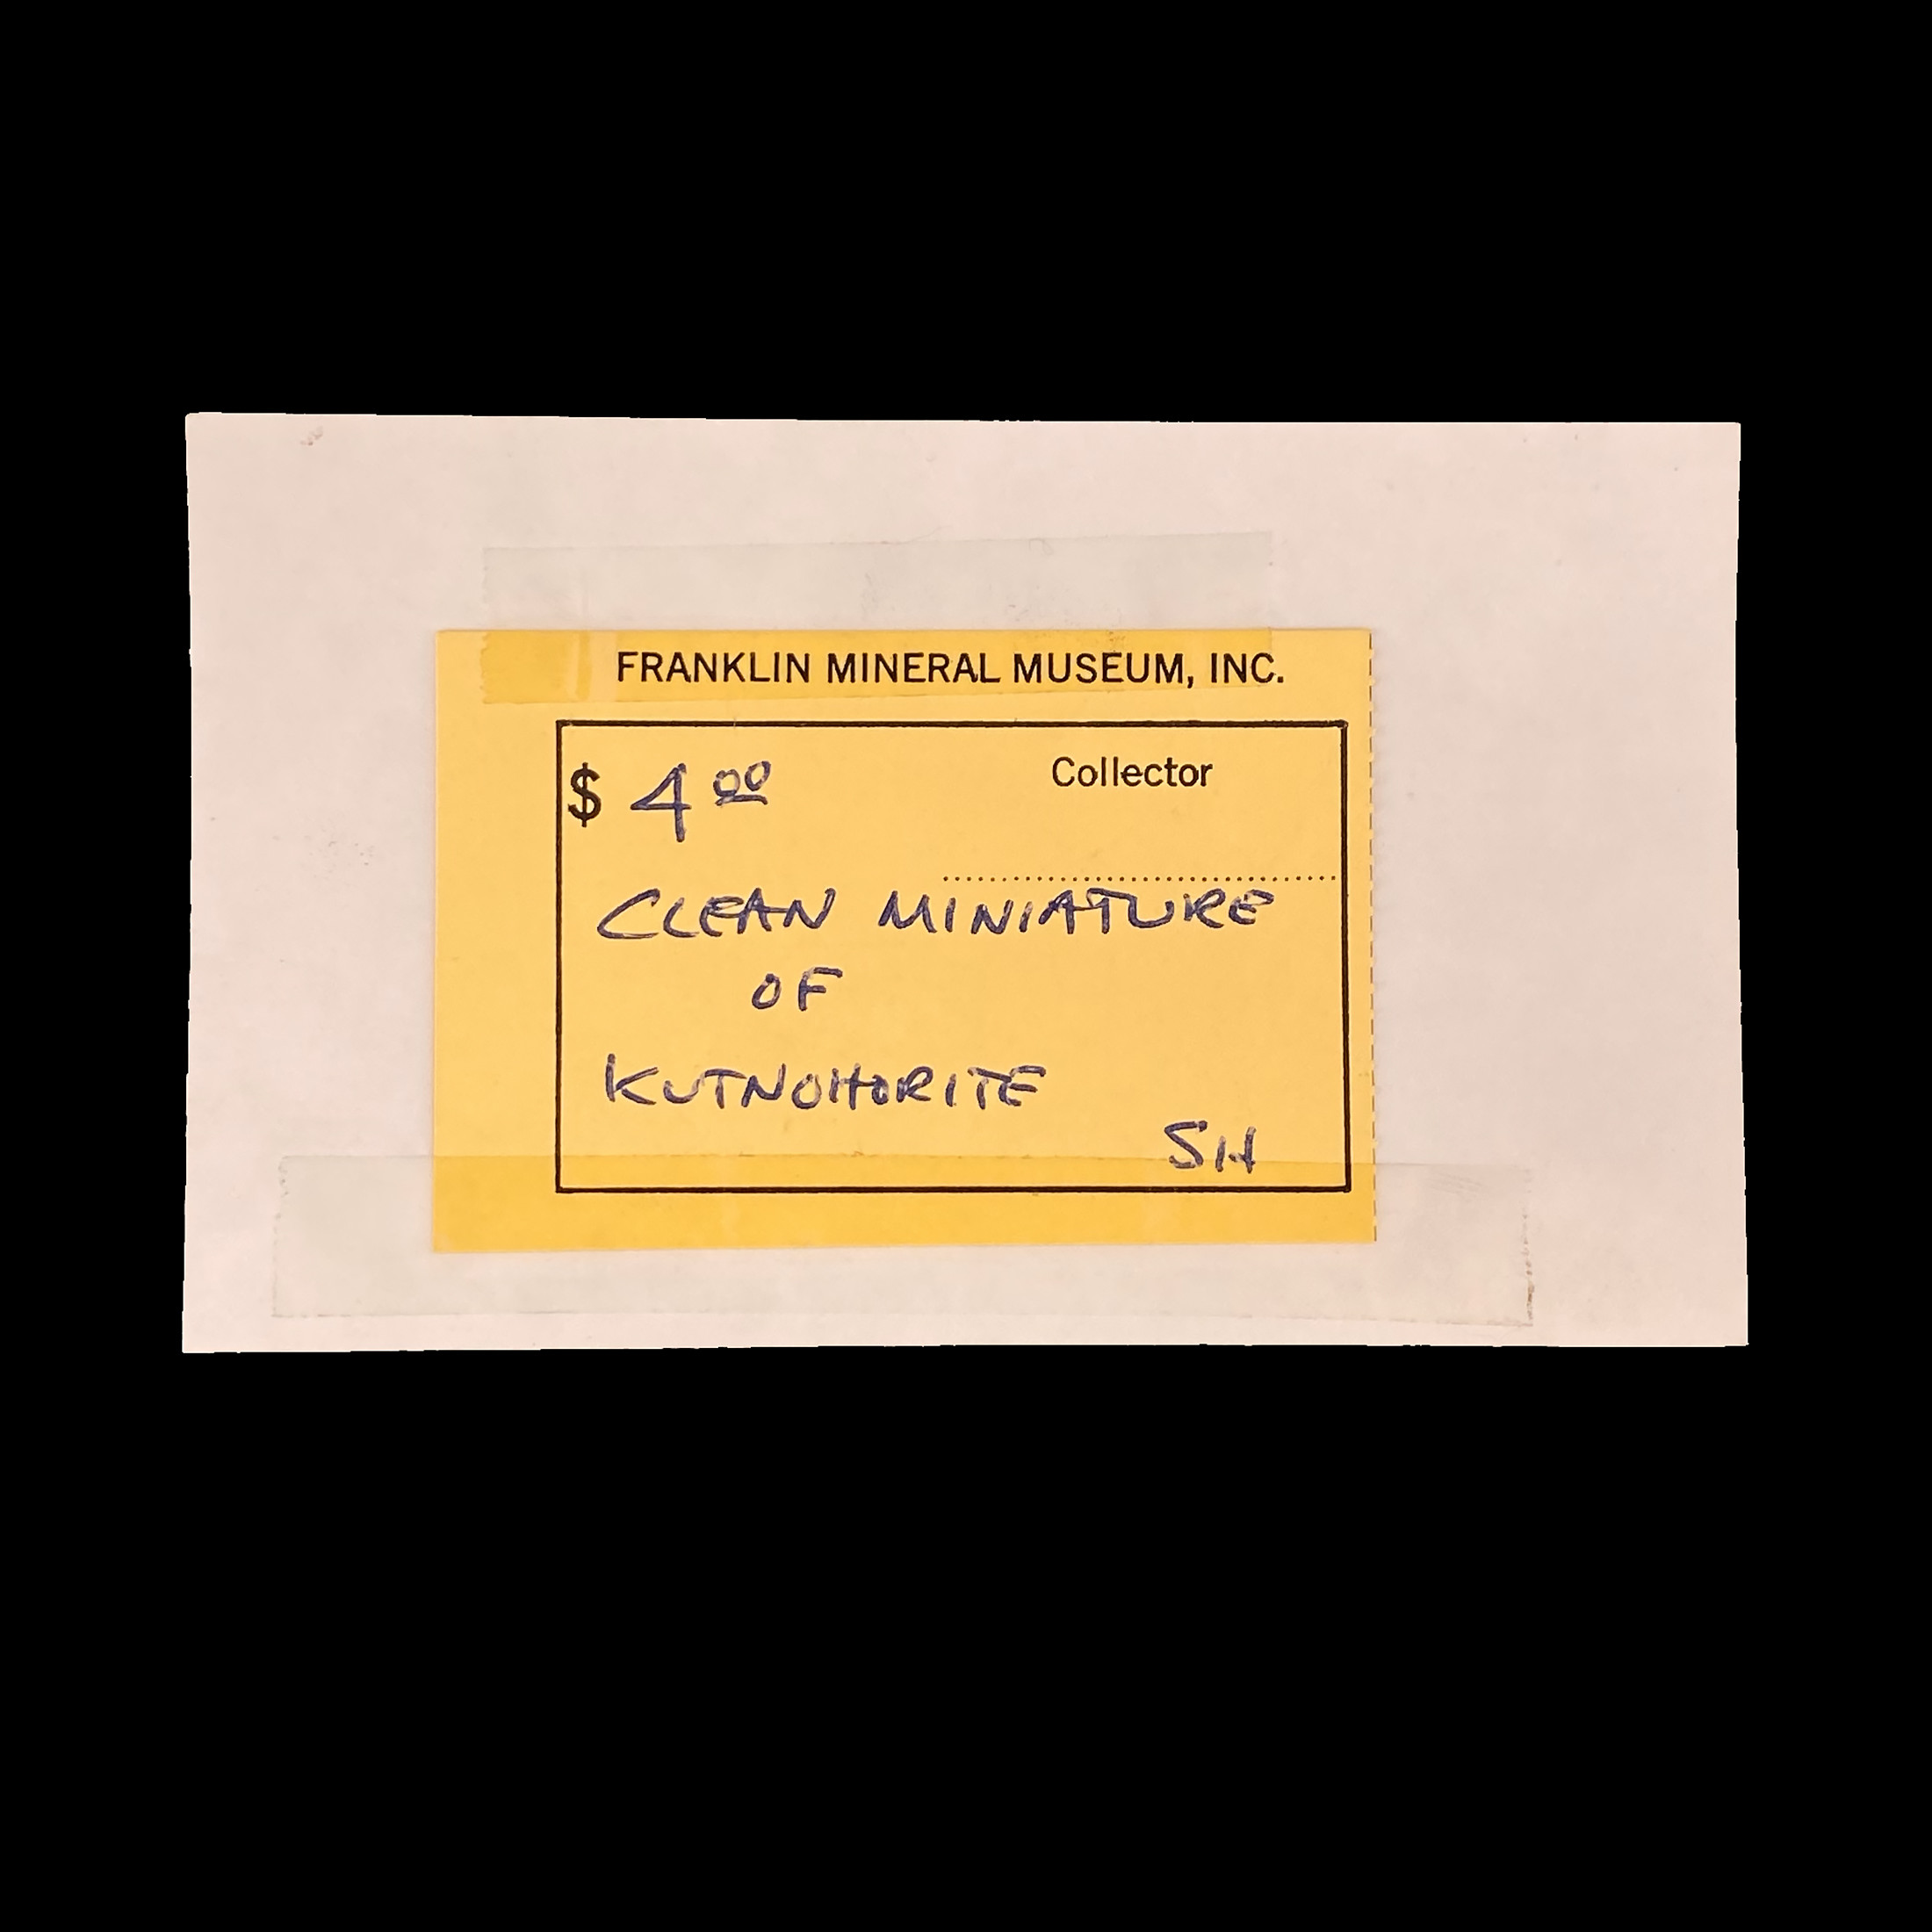 FRANKLIN MINERAL MUSEUM, INC.
$ 4 00 Collector
CLEAN MINIATURE
OF
KUTNOHORITE
SH